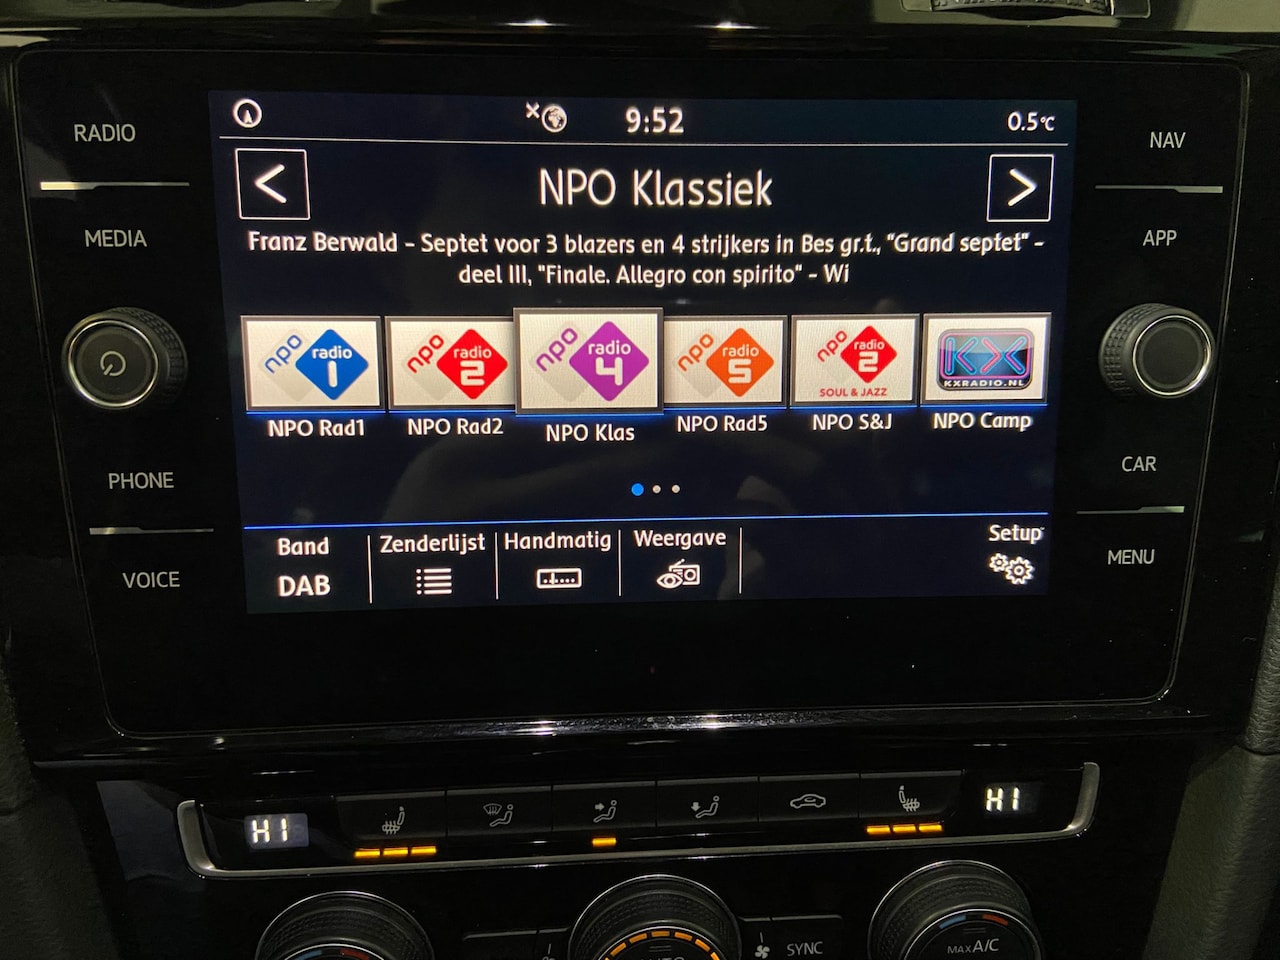 9:52
0.5°C
RADIO
NAV
<
NPO Klassiek
>
MEDIA
APP
Franz Berwald - Septet voor 3 blazers en 4 strijkers in Bes gr.t., "Grand septet" -
deel III, "Finale. Allegro con spirito" - Wi
npo radio 1
npo radio 2
npo radio 4
npo radio 5
npo radio 2 SOUL & JAZZ
KX KXRADIO.NL
NPO Rad1
NPO Rad2
NPO Klas
NPO Rad5
NPO S&J
NPO Camp
PHONE
CAR
Band
DAB
Zenderlijst
Handmatig
Weergave
Setup
VOICE
MENU
HI
HI
SYNC
MAX A/C